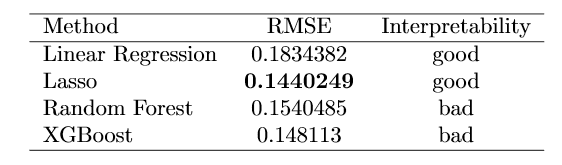 Method RMSE Interpretability
Linear Regression 0.1834382 good
Lasso 0.1440249 good
Random Forest 0.1540485 bad
XGBoost 0.148113 bad